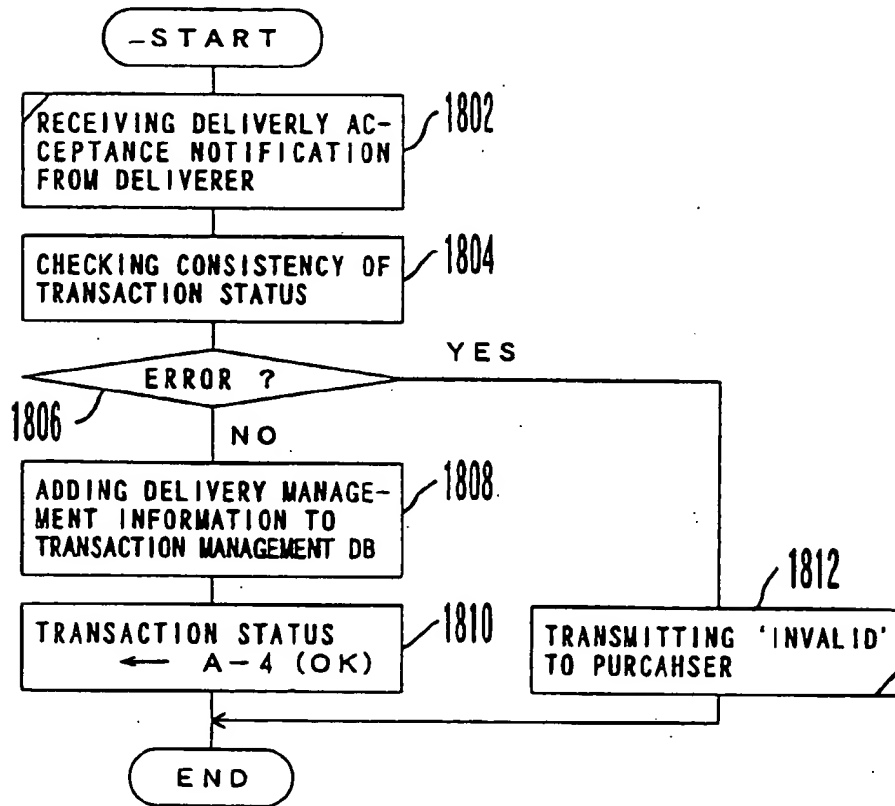 START
RECEIVING DELIVERLY AC-
CEPTANCE NOTIFICATION
FROM DELIVERER
1802
CHECKING CONSISTENCY OF
TRANSACTION STATUS
1804
ERROR ?
YES
1806
NO
ADDING DELIVERY MANAGE-
MENT INFORMATION TO
TRANSACTION MANAGEMENT DB
1808
TRANSACTION STATUS
← A-4 (OK)
1810
1812
TRANSMITTING 'INVALID'
TO PURCAHSER
END